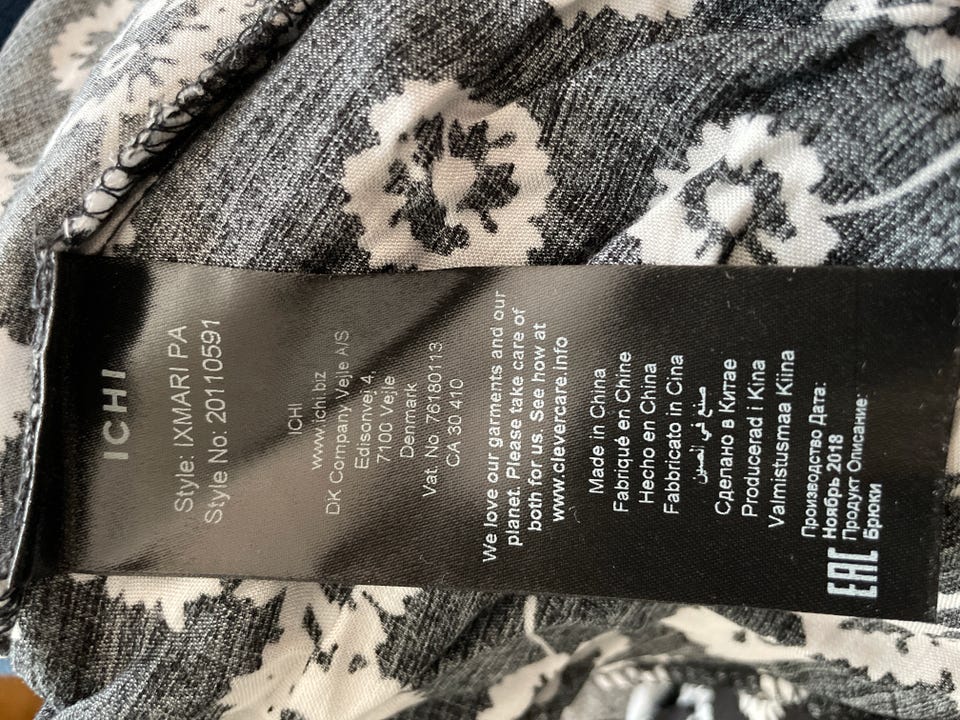 ICHI
Style: IXMARI PA
Style No: 20110591
ICHI
www.ichi.biz
DK Company Vejle A/S
Edisonvej 4,
7100 Vejle
Denmark
Vat. No 76180113
CA 30 410
We love our garments and our
planet. Please take care of
both for us. See how at
www.clevercare.info
Made in China
Fabriqué en Chine
Hecho en China
Fabbricato in Cina
صنع في الصين
Сделано в Китае
Producerad i Kina
Valmistusmaa Kiina
Производство Дата:
Ноябрь 2018
Продукт Описание:
Брюки
EAC